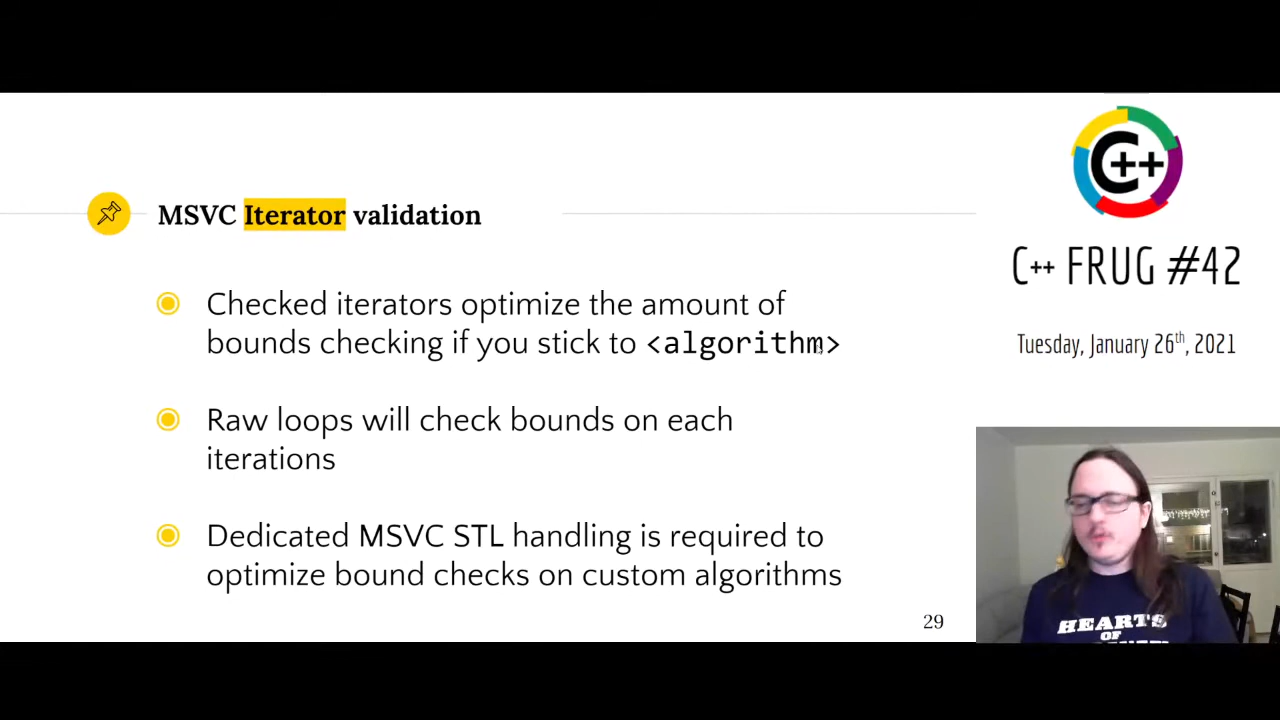 MSVC Iterator validation
Checked iterators optimize the amount of
bounds checking if you stick to <algorithm>
Raw loops will check bounds on each
iterations
Dedicated MSVC STL handling is required to
optimize bound checks on custom algorithms
29
C++
C++ FRUG #42
Tuesday, January 26th, 2021
HEARTS
OF